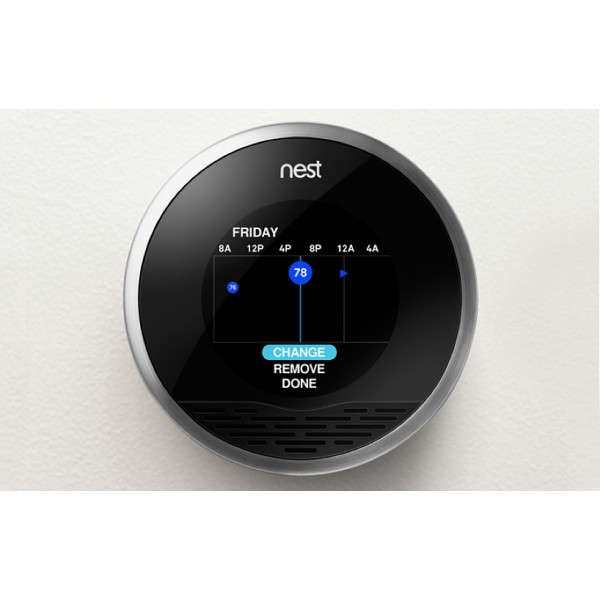 nest
FRIDAY
8A 12P 4P 8P 12A 4A
78
76
CHANGE
REMOVE
DONE